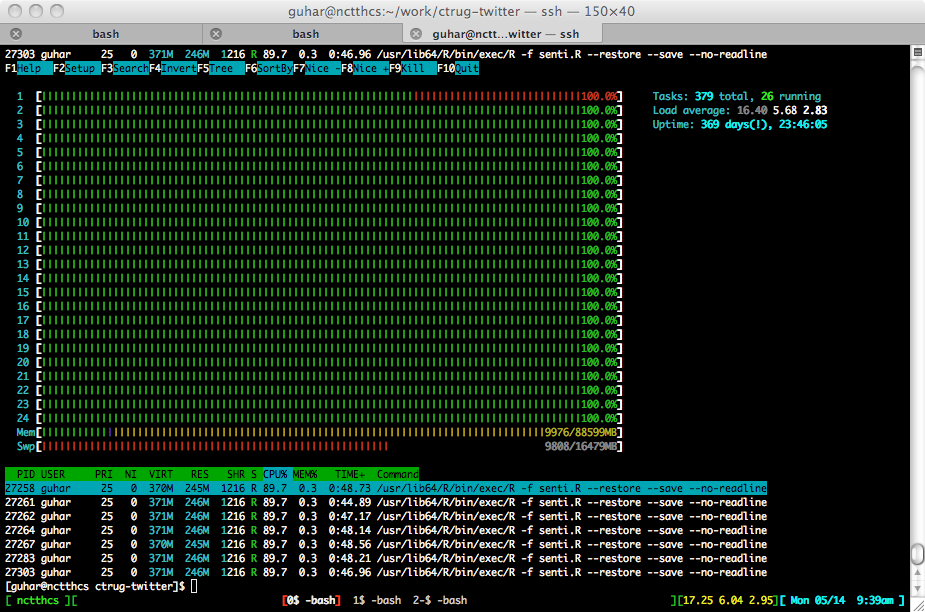 guhar@nctthcs:~/work/ctrug-twitter — ssh — 150×40
bash bash guhar@nctt...witter — ssh
27303 guhar 25 0 371M 246M 1216 R 89.7 0.3 0:46.96 /usr/lib64/R/bin/exec/R -f senti.R --restore --save --no-readline
F1Help F2Setup F3SearchF4InvertF5Tree F6SortByF7Nice -F8Nice +F9Kill F10Quit
1 [100.0%] Tasks: 379 total, 26 running
2 [100.0%] Load average: 16.40 5.68 2.83
3 [100.0%] Uptime: 369 days(!), 23:46:05
4 [100.0%]
5 [100.0%]
6 [100.0%]
7 [100.0%]
8 [100.0%]
9 [100.0%]
10 [100.0%]
11 [100.0%]
12 [100.0%]
13 [100.0%]
14 [100.0%]
15 [100.0%]
16 [100.0%]
17 [100.0%]
18 [100.0%]
19 [100.0%]
20 [100.0%]
21 [100.0%]
22 [100.0%]
23 [100.0%]
24 [100.0%]
Mem[9976/88599MB]
Swp[9808/16479MB]
PID USER PRI NI VIRT RES SHR S CPU% MEM% TIME+ Command
27258 guhar 25 0 370M 245M 1216 R 89.7 0.3 0:48.73 /usr/lib64/R/bin/exec/R -f senti.R --restore --save --no-readline
27261 guhar 25 0 371M 246M 1216 R 89.7 0.3 0:44.89 /usr/lib64/R/bin/exec/R -f senti.R --restore --save --no-readline
27262 guhar 25 0 371M 246M 1216 R 89.7 0.3 0:47.17 /usr/lib64/R/bin/exec/R -f senti.R --restore --save --no-readline
27264 guhar 25 0 371M 246M 1216 R 89.7 0.3 0:48.14 /usr/lib64/R/bin/exec/R -f senti.R --restore --save --no-readline
27267 guhar 25 0 370M 245M 1216 R 89.7 0.3 0:48.56 /usr/lib64/R/bin/exec/R -f senti.R --restore --save --no-readline
27283 guhar 25 0 371M 246M 1216 R 89.7 0.3 0:48.21 /usr/lib64/R/bin/exec/R -f senti.R --restore --save --no-readline
27303 guhar 25 0 371M 246M 1216 R 89.7 0.3 0:46.96 /usr/lib64/R/bin/exec/R -f senti.R --restore --save --no-readline
[guhar@nctthcs ctrug-twitter]$
[ nctthcs ][ [0$ -bash] 1$ -bash 2-$ -bash ][17.25 6.04 2.95][ Mon 05/14 9:39am ]